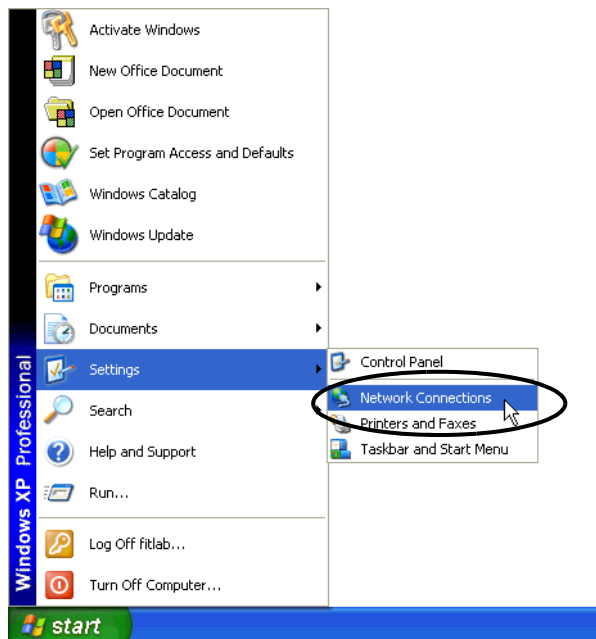 Activate Windows
New Office Document
Open Office Document
Set Program Access and Defaults
Windows Catalog
Windows Update
Programs
Documents
Settings
Search
Help and Support
Run...
Log Off fitlab...
Turn Off Computer...
Control Panel
Network Connections
Printers and Faxes
Taskbar and Start Menu
Windows XP Professional
start